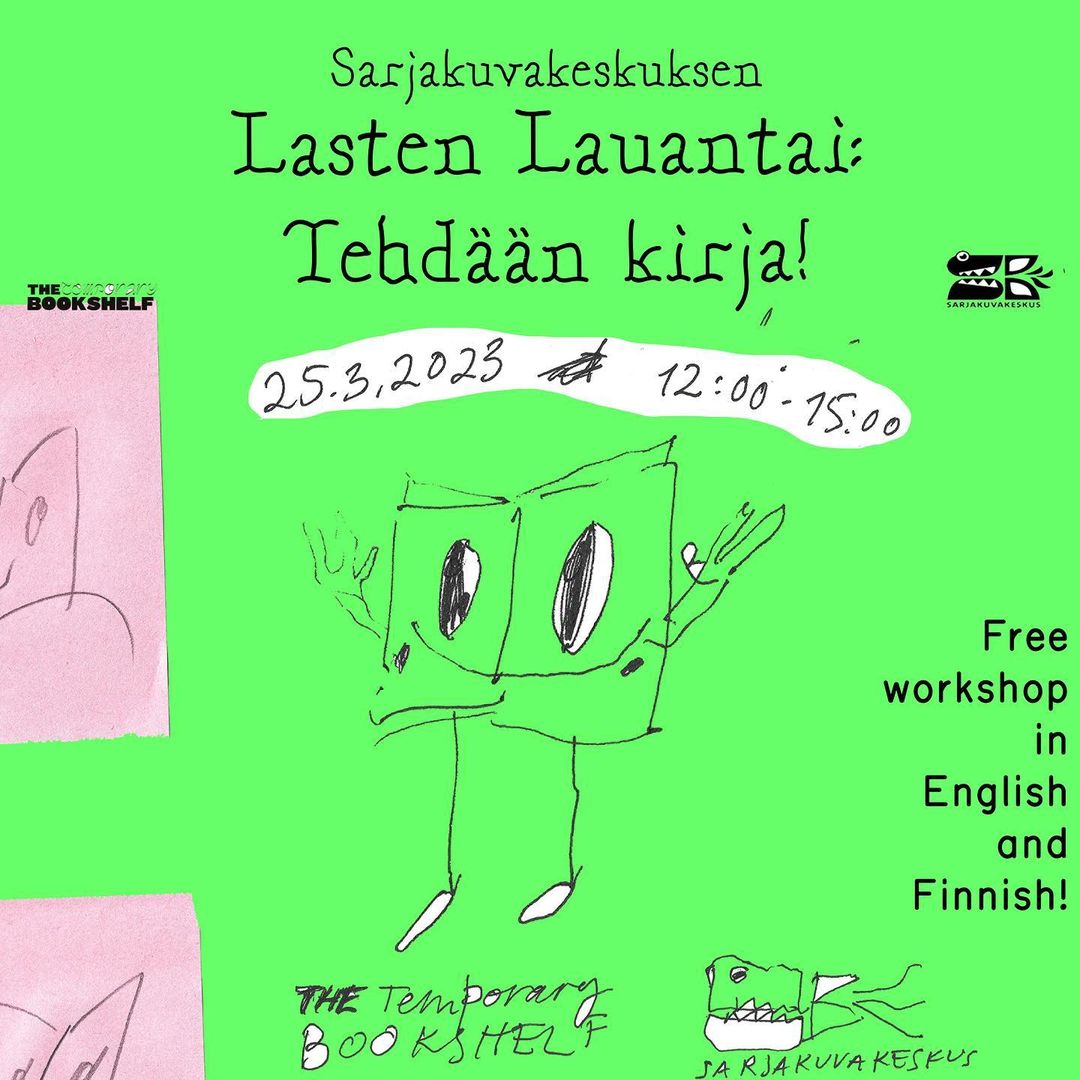 Sarjakuvakeskuksen
Lasten Lauantai:
Tehdään kirja!
THE temporary
BOOKSHELF
SARJAKUVAKESKUS
25.3.2023 12:00 - 15:00
Free
workshop
in
English
and
Finnish!
THE Temporary
BOOKSHELF
SARJAKUVAKESKUS